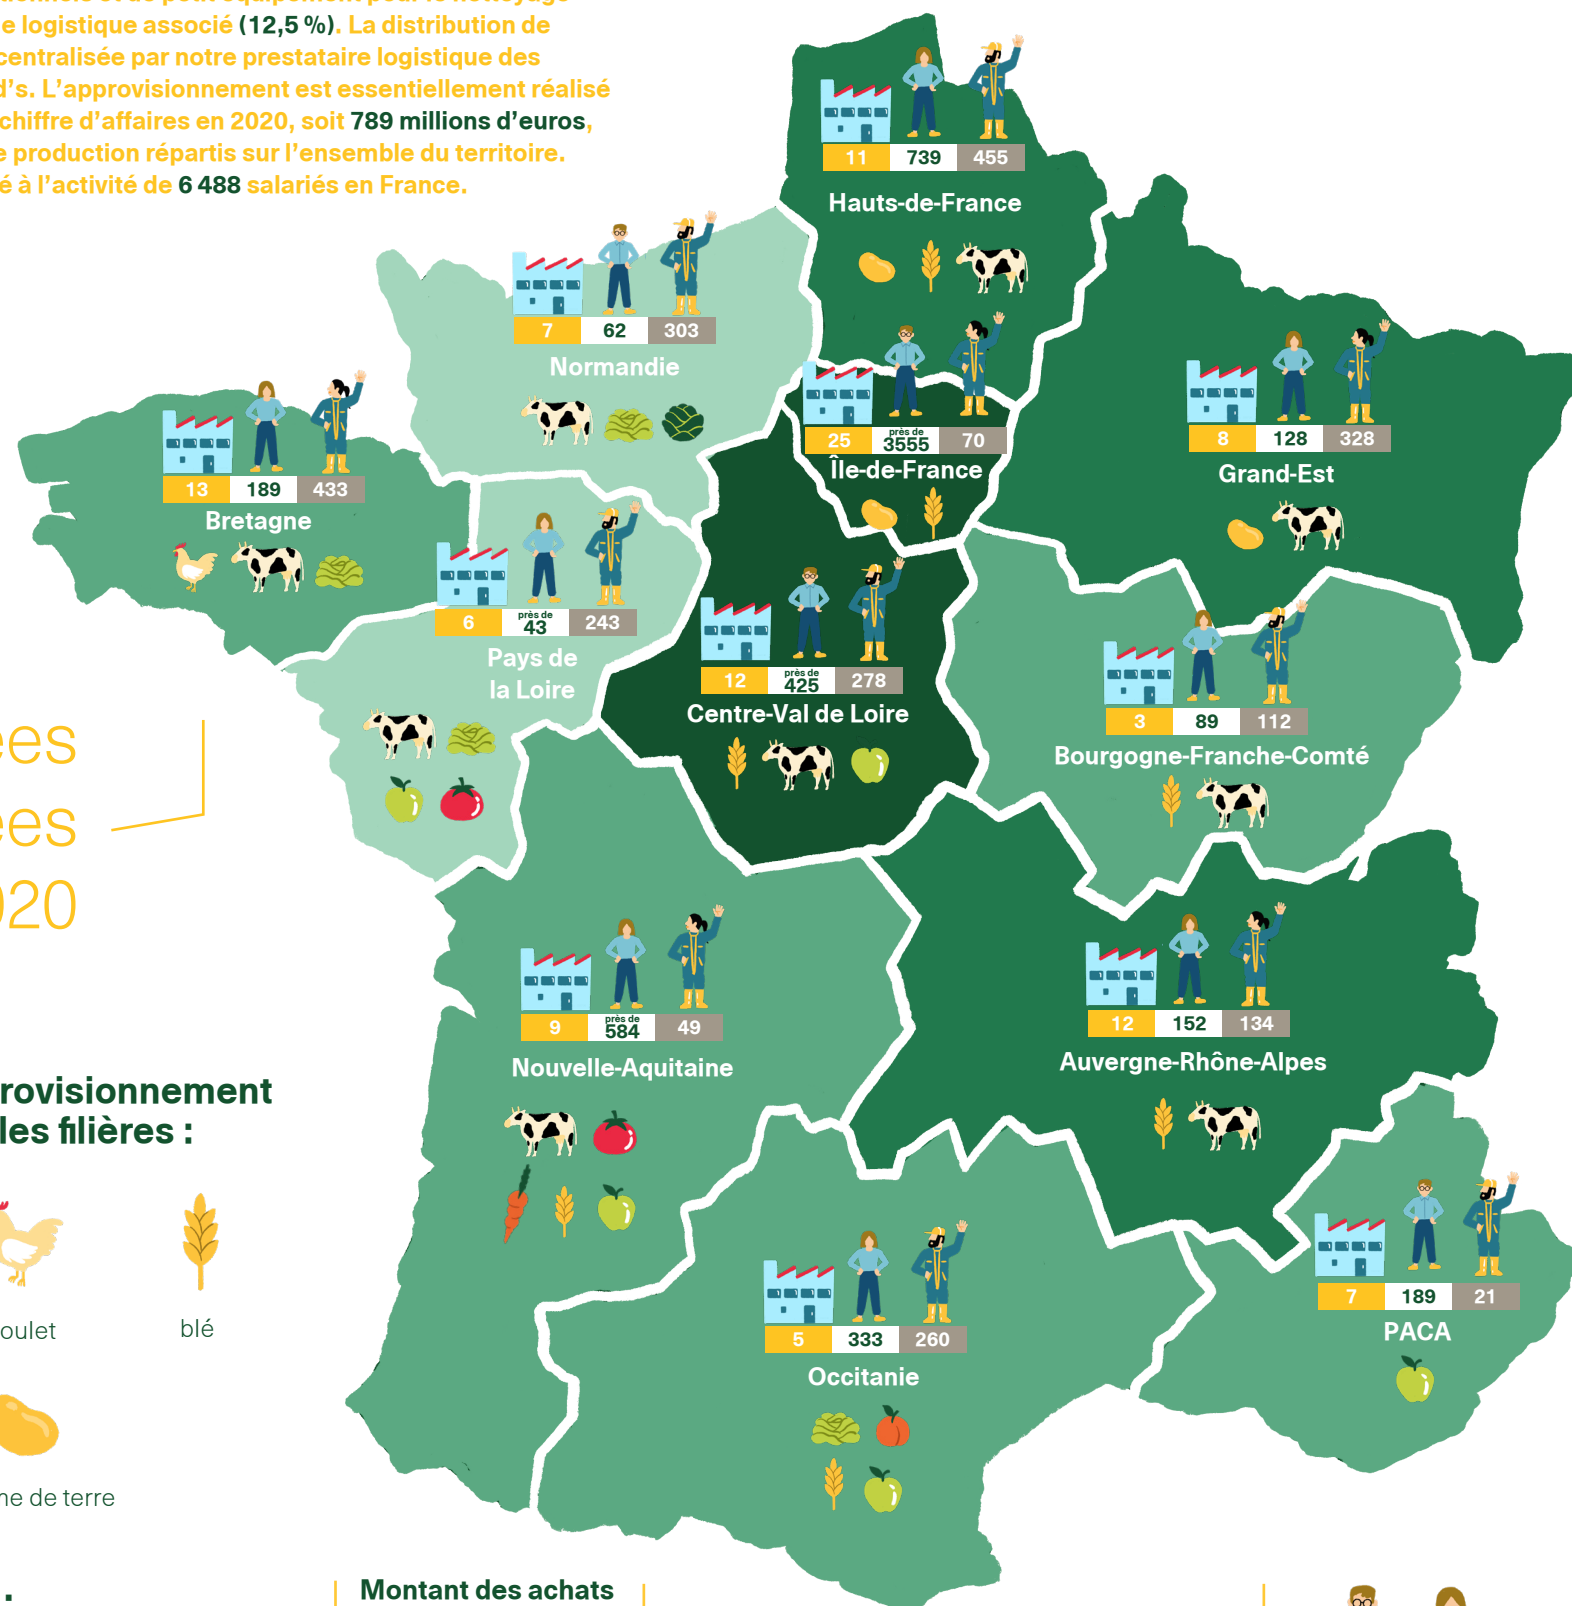 e logistique associé (12,5 %). La distribution de
centralisée par notre prestataire logistique des
d's. L'approvisionnement est essentiellement réalisé
chiffre d'affaires en 2020, soit 789 millions d'euros,
e production répartis sur l'ensemble du territoire.
é à l'activité de 6 488 salariés en France.
11 739 455
Hauts-de-France
7 62 303
Normandie
25 près de 3555 70
Île-de-France
8 128 328
Grand-Est
13 189 433
Bretagne
6 près de 43 243
Pays de
la Loire
12 près de 425 278
Centre-Val de Loire
3 89 112
Bourgogne-Franche-Comté
ées
ées
020
9 près de 584 49
Nouvelle-Aquitaine
12 152 134
Auvergne-Rhône-Alpes
rovisionnement
les filières :
oulet
blé
7 189 21
PACA
5 333 260
Occitanie
me de terre
Montant des achats